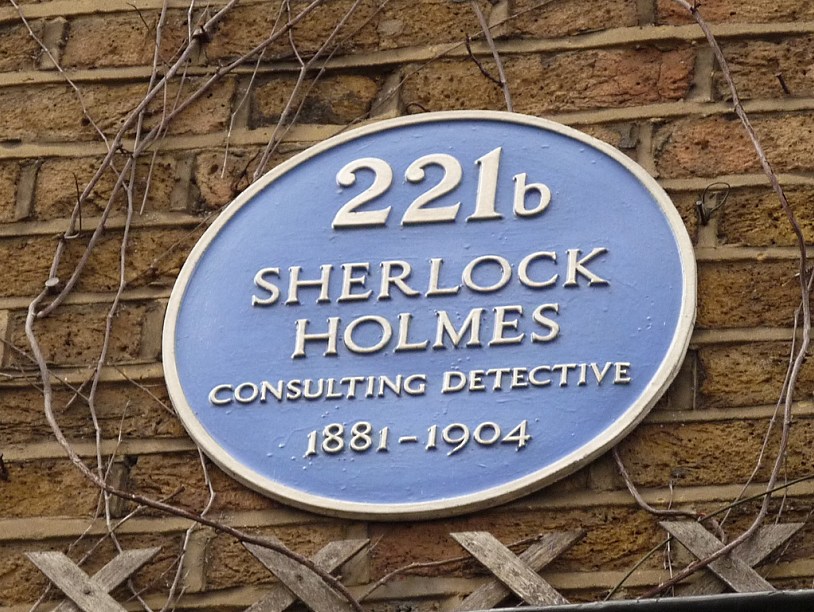 221b
SHERLOCK
HOLMES
CONSULTING DETECTIVE
1881-1904